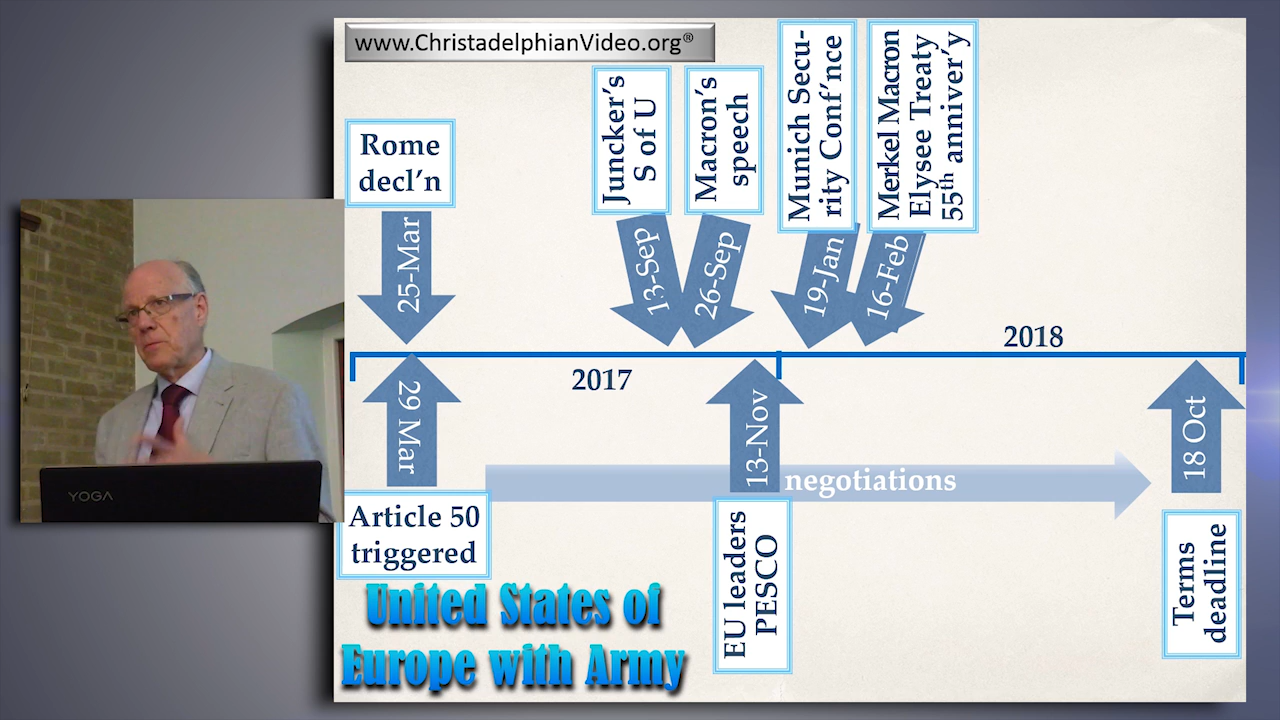 www.ChristadelphianVideo.org®
Rome
decl’n
Juncker’s
S of U
Macron’s
speech
Munich Secu-
rity Conf’nce
Merkel Macron
Elysee Treaty
55th anniver’y
25-Mar
13-Sep
26-Sep
19-Jan
16-Feb
2018
2017
29 Mar
13-Nov
18 Oct
negotiations
YOGA
Article 50
triggered
EU leaders
PESCO
Terms
deadline
United States of
Europe with Army